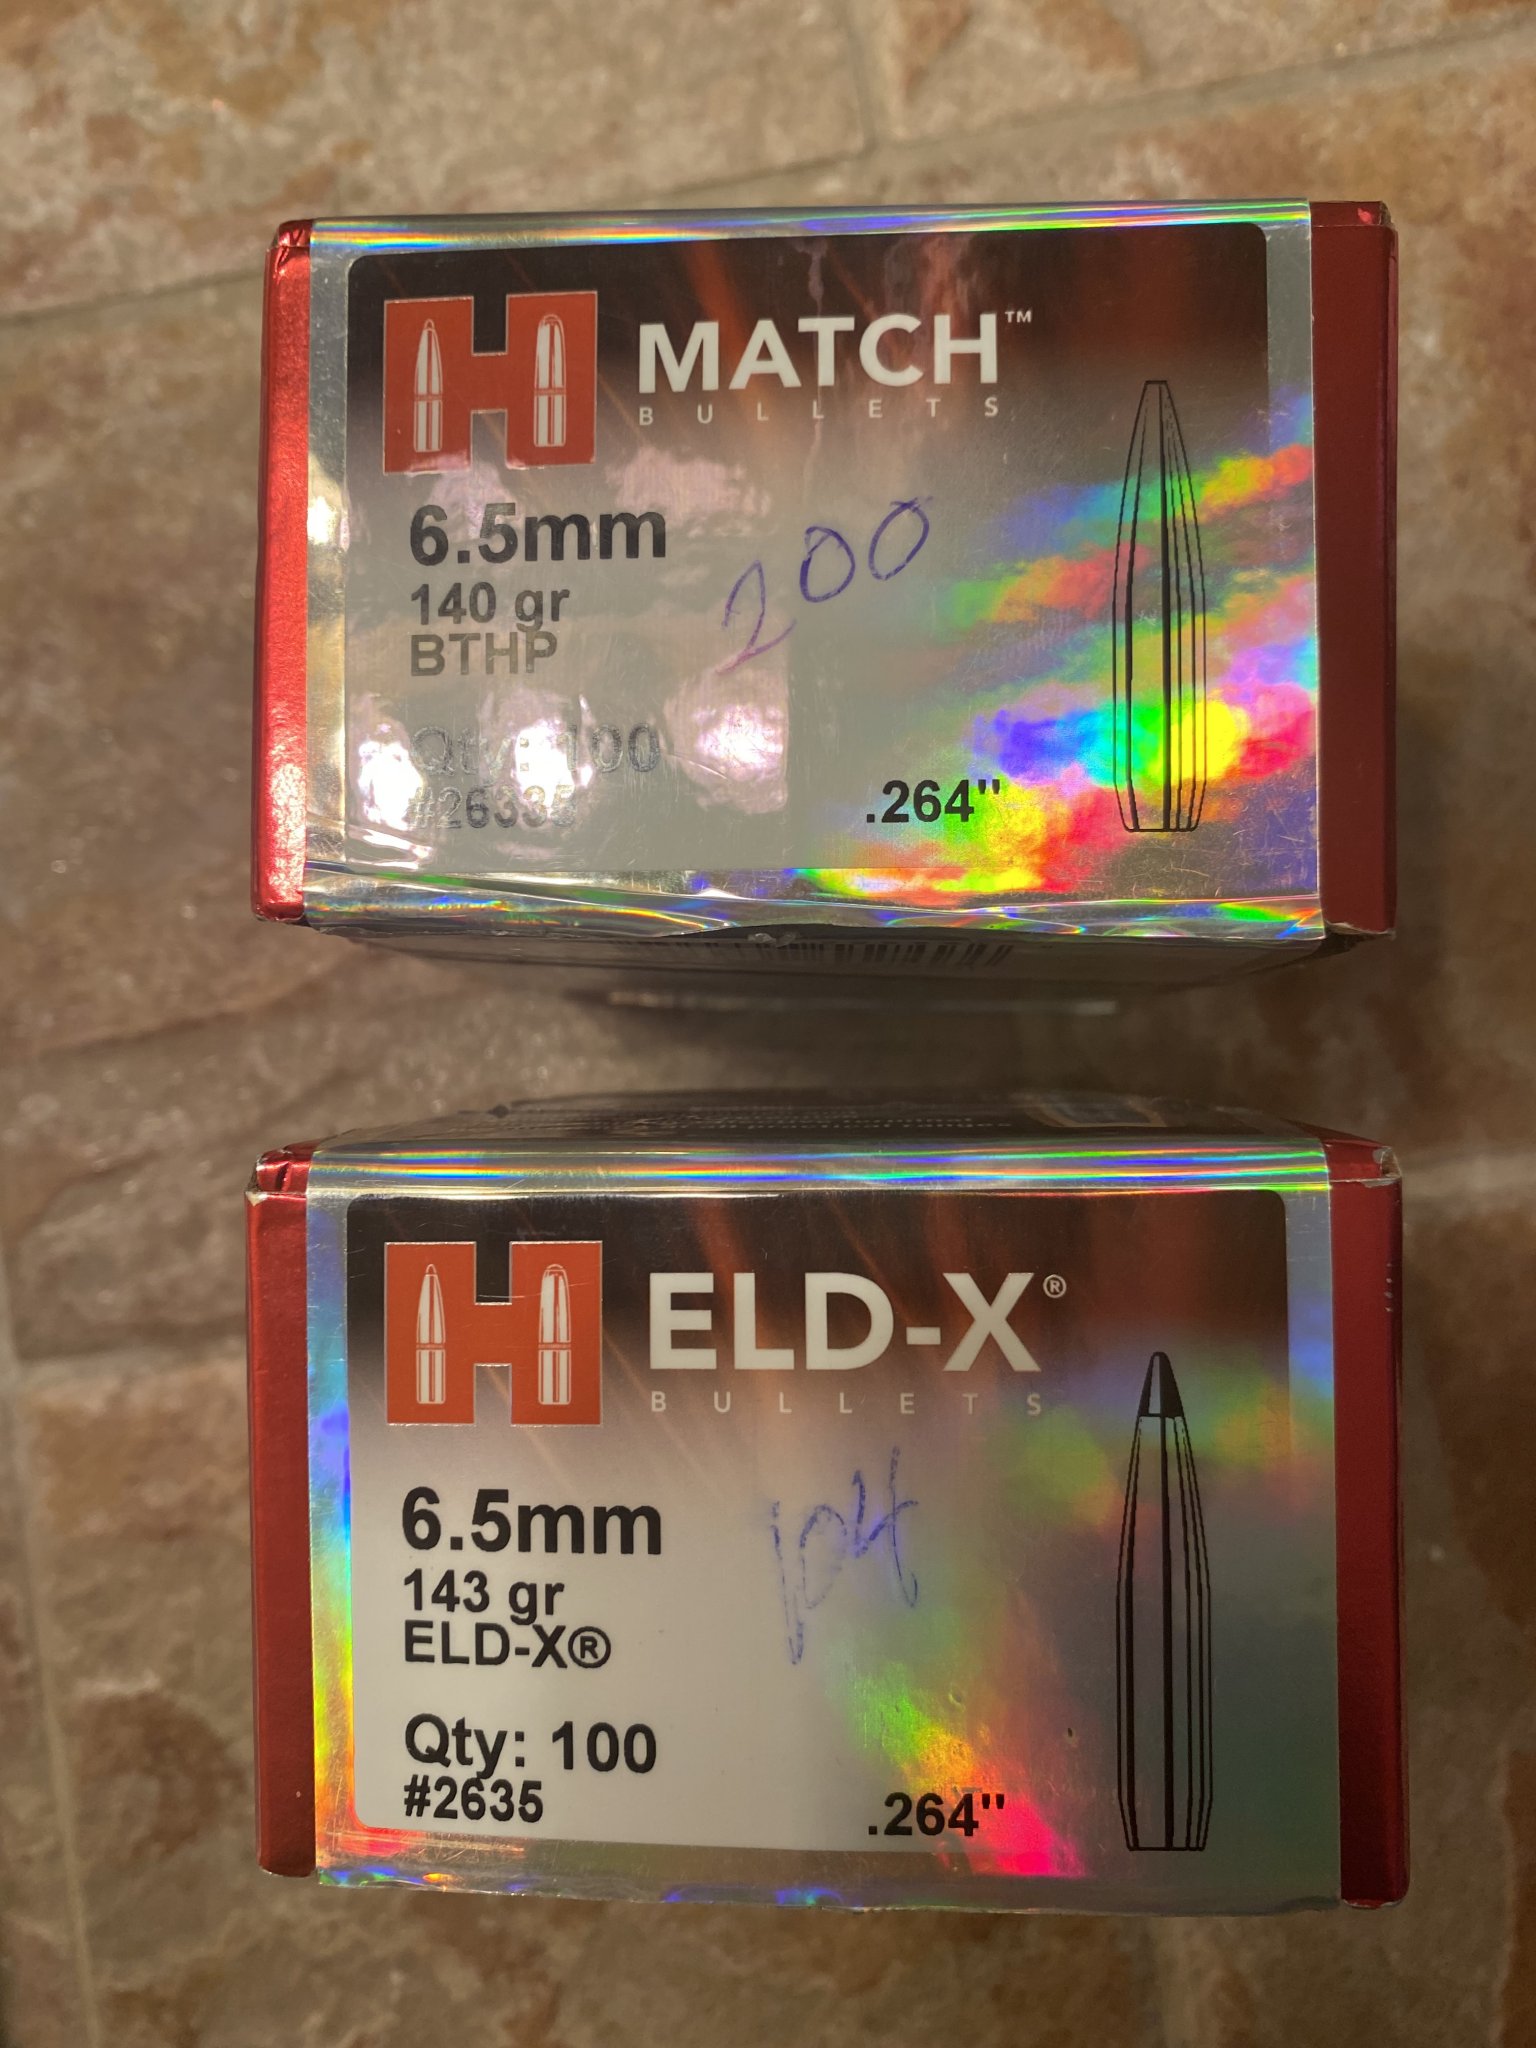 H MATCH™
BULLETS
6.5mm
200
140 gr
BTHP
Qty: 100
#26335
.264"
H ELD-X®
BULLETS
6.5mm
104
143 gr
ELD-X®
Qty: 100
#2635
.264"